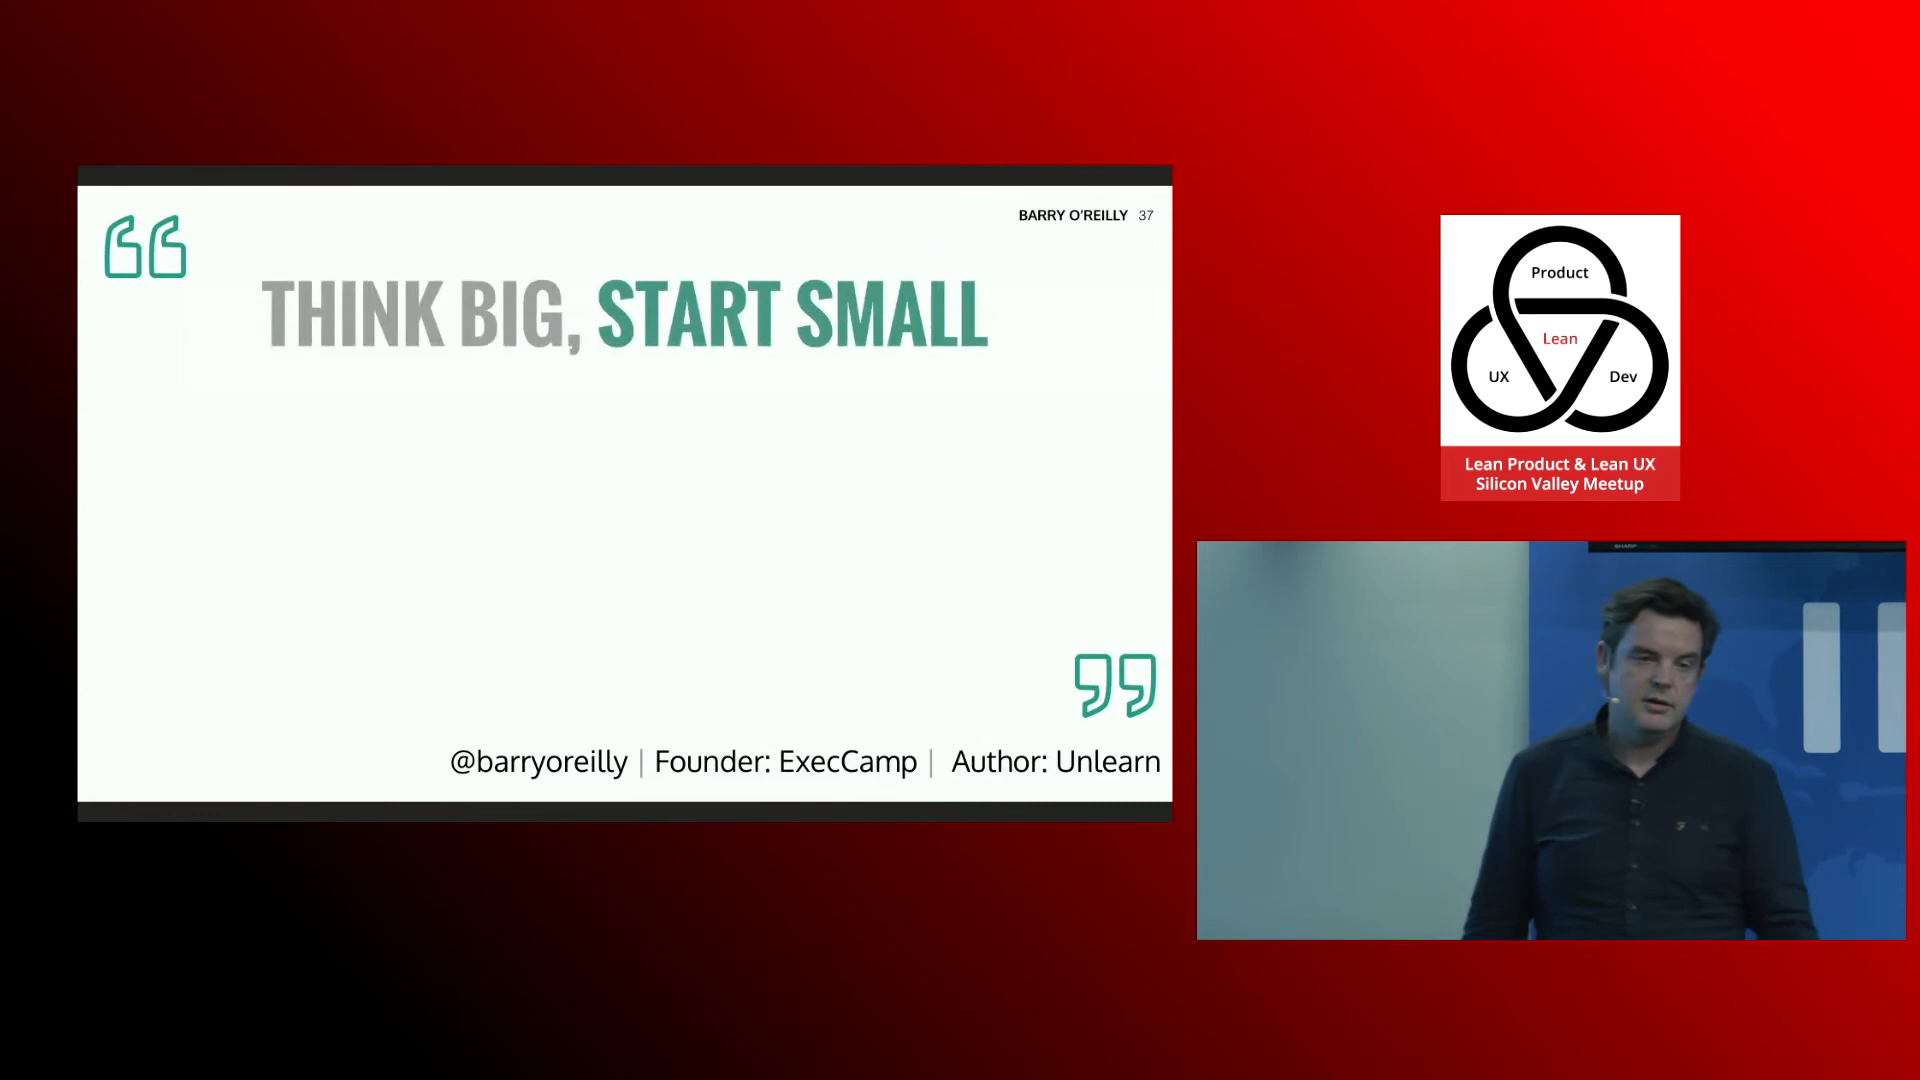 BARRY O'REILLY 37
THINK BIG, START SMALL
@barryoreilly | Founder: ExecCamp | Author: Unlearn
Product
Lean
UX
Dev
Lean Product & Lean UX
Silicon Valley Meetup
SHARP